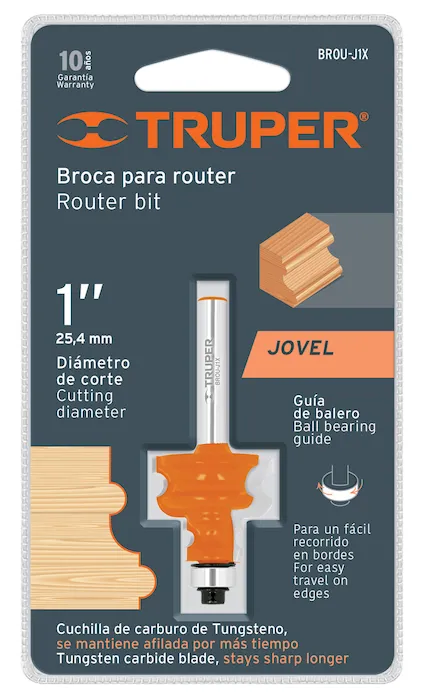 10 años
Garantía
Warranty
BROU-J1X
TRUPER®
Broca para router
Router bit
1"
25,4 mm
Diámetro
de corte
Cutting
diameter
TRUPER
BROU-J1X
JOVEL
Guía
de balero
Ball bearing
guide
Para un fácil
recorrido
en bordes
For easy
travel on
edges
Cuchilla de carburo de Tungsteno,
se mantiene afilada por más tiempo
Tungsten carbide blade, stays sharp longer